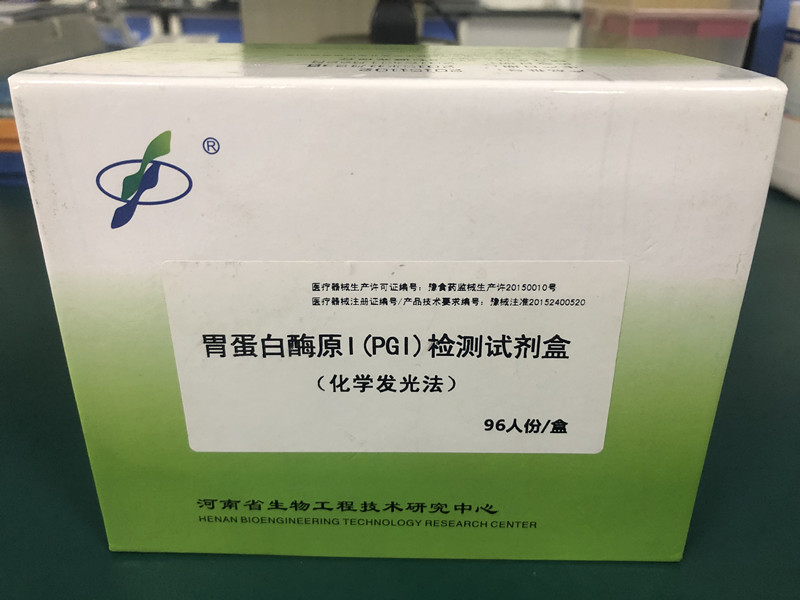 ®
医疗器械生产许可证编号：豫食药监械生产许20150010号
医疗器械注册证编号/产品技术要求编号：豫械注准20152400520
胃蛋白酶原I(PGI)检测试剂盒
（化学发光法）
96人份/盒
河南省生物工程技术研究中心
HENAN BIOENGINEERING TECHNOLOGY RESEARCH CENTER